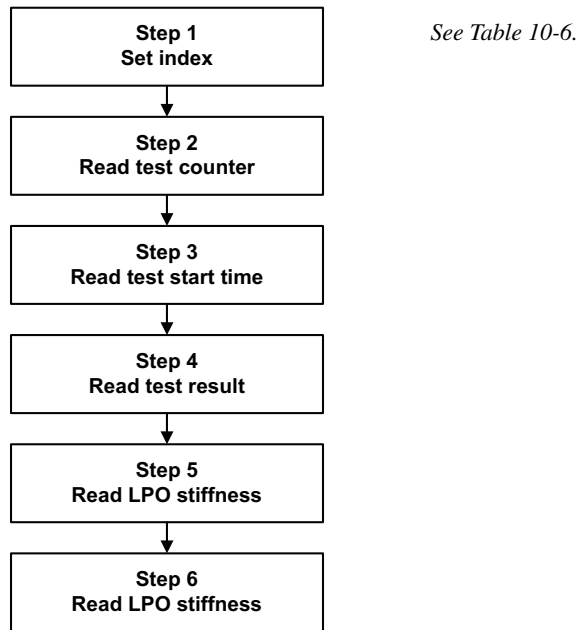 Step 1
Set index
See Table 10-6.
Step 2
Read test counter
Step 3
Read test start time
Step 4
Read test result
Step 5
Read LPO stiffness
Step 6
Read LPO stiffness